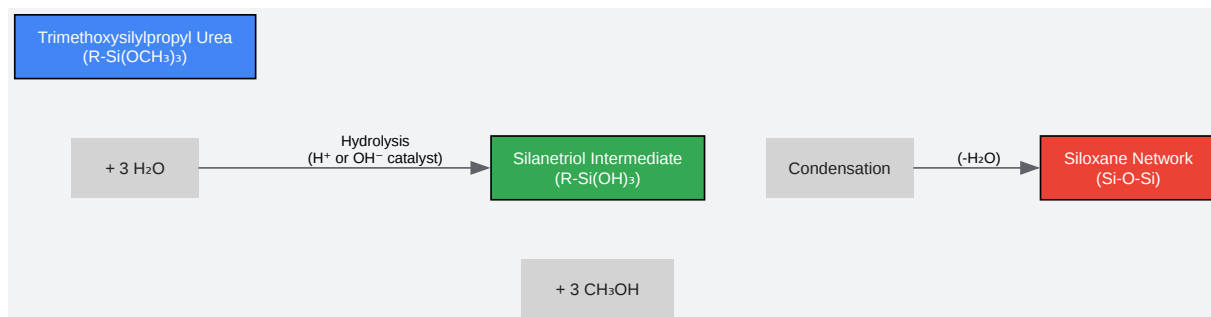 Trimethoxysilylpropyl Urea
(R-Si(OCH₃)₃)
+ 3 H₂O
Hydrolysis
(H⁺ or OH⁻ catalyst)
Silanetriol Intermediate
(R-Si(OH)₃)
+ 3 CH₃OH
Condensation
(-H₂O)
Siloxane Network
(Si-O-Si)